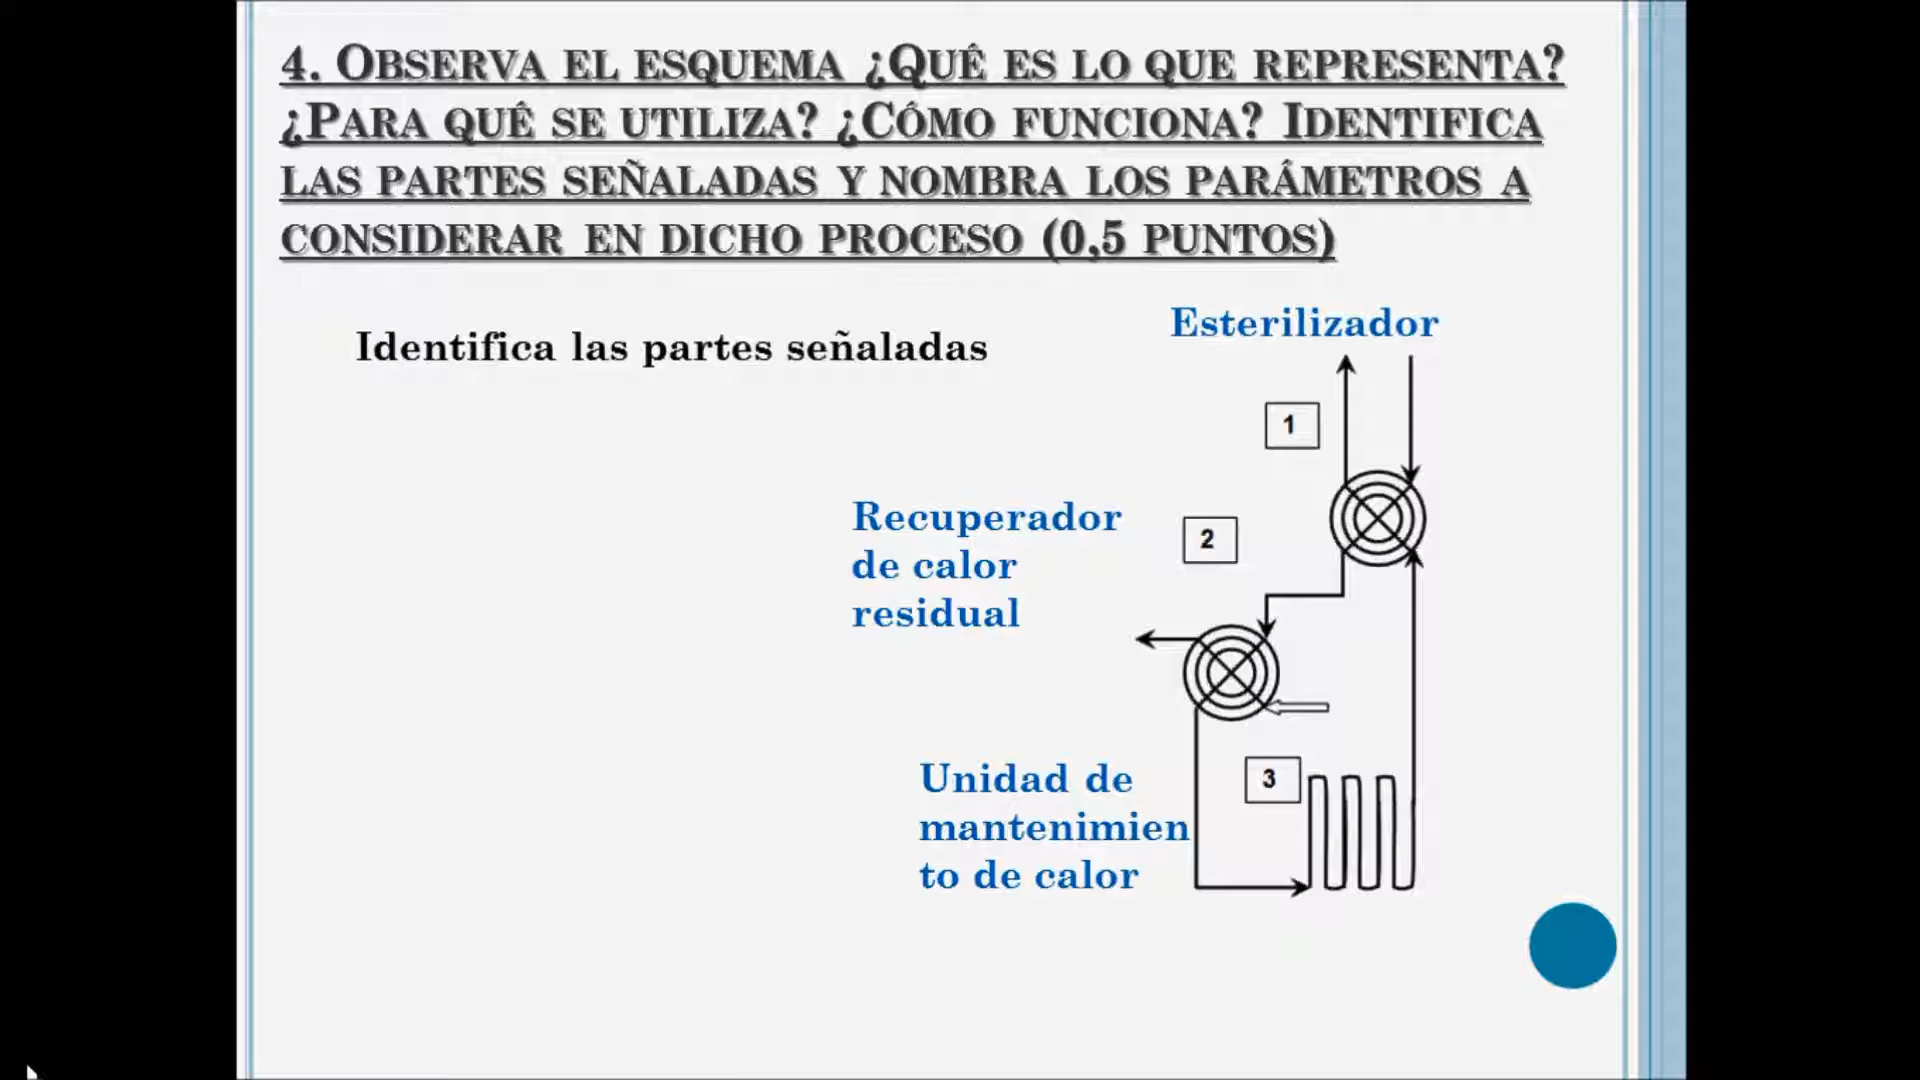 4. OBSERVA EL ESQUEMA ¿QUÉ ES LO QUE REPRESENTA?
¿PARA QUÉ SE UTILIZA? ¿CÓMO FUNCIONA? IDENTIFICA
LAS PARTES SEÑALADAS Y NOMBRA LOS PARÁMETROS A
CONSIDERAR EN DICHO PROCESO (0,5 PUNTOS)
Identifica las partes señaladas
Esterilizador
1
Recuperador
de calor
residual
2
Unidad de
mantenimien
to de calor
3